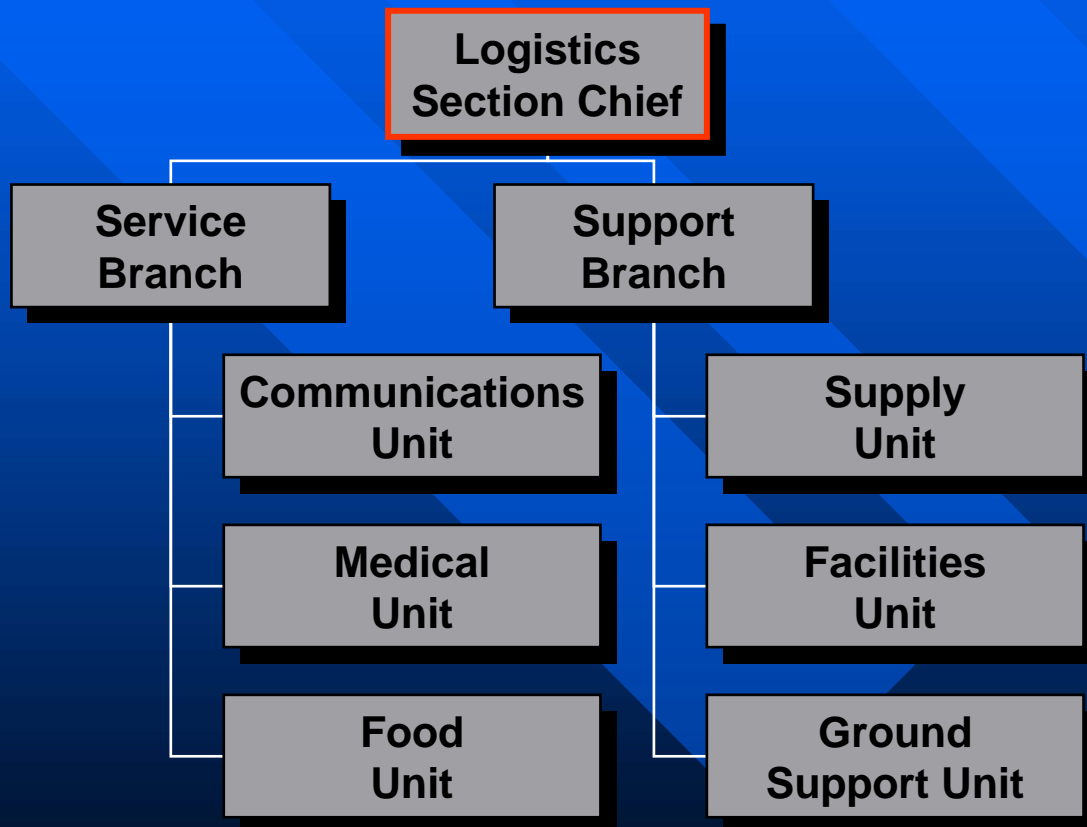 Logistics
Section Chief
Service
Branch
Support
Branch
Communications
Unit
Supply
Unit
Medical
Unit
Facilities
Unit
Food
Unit
Ground
Support Unit